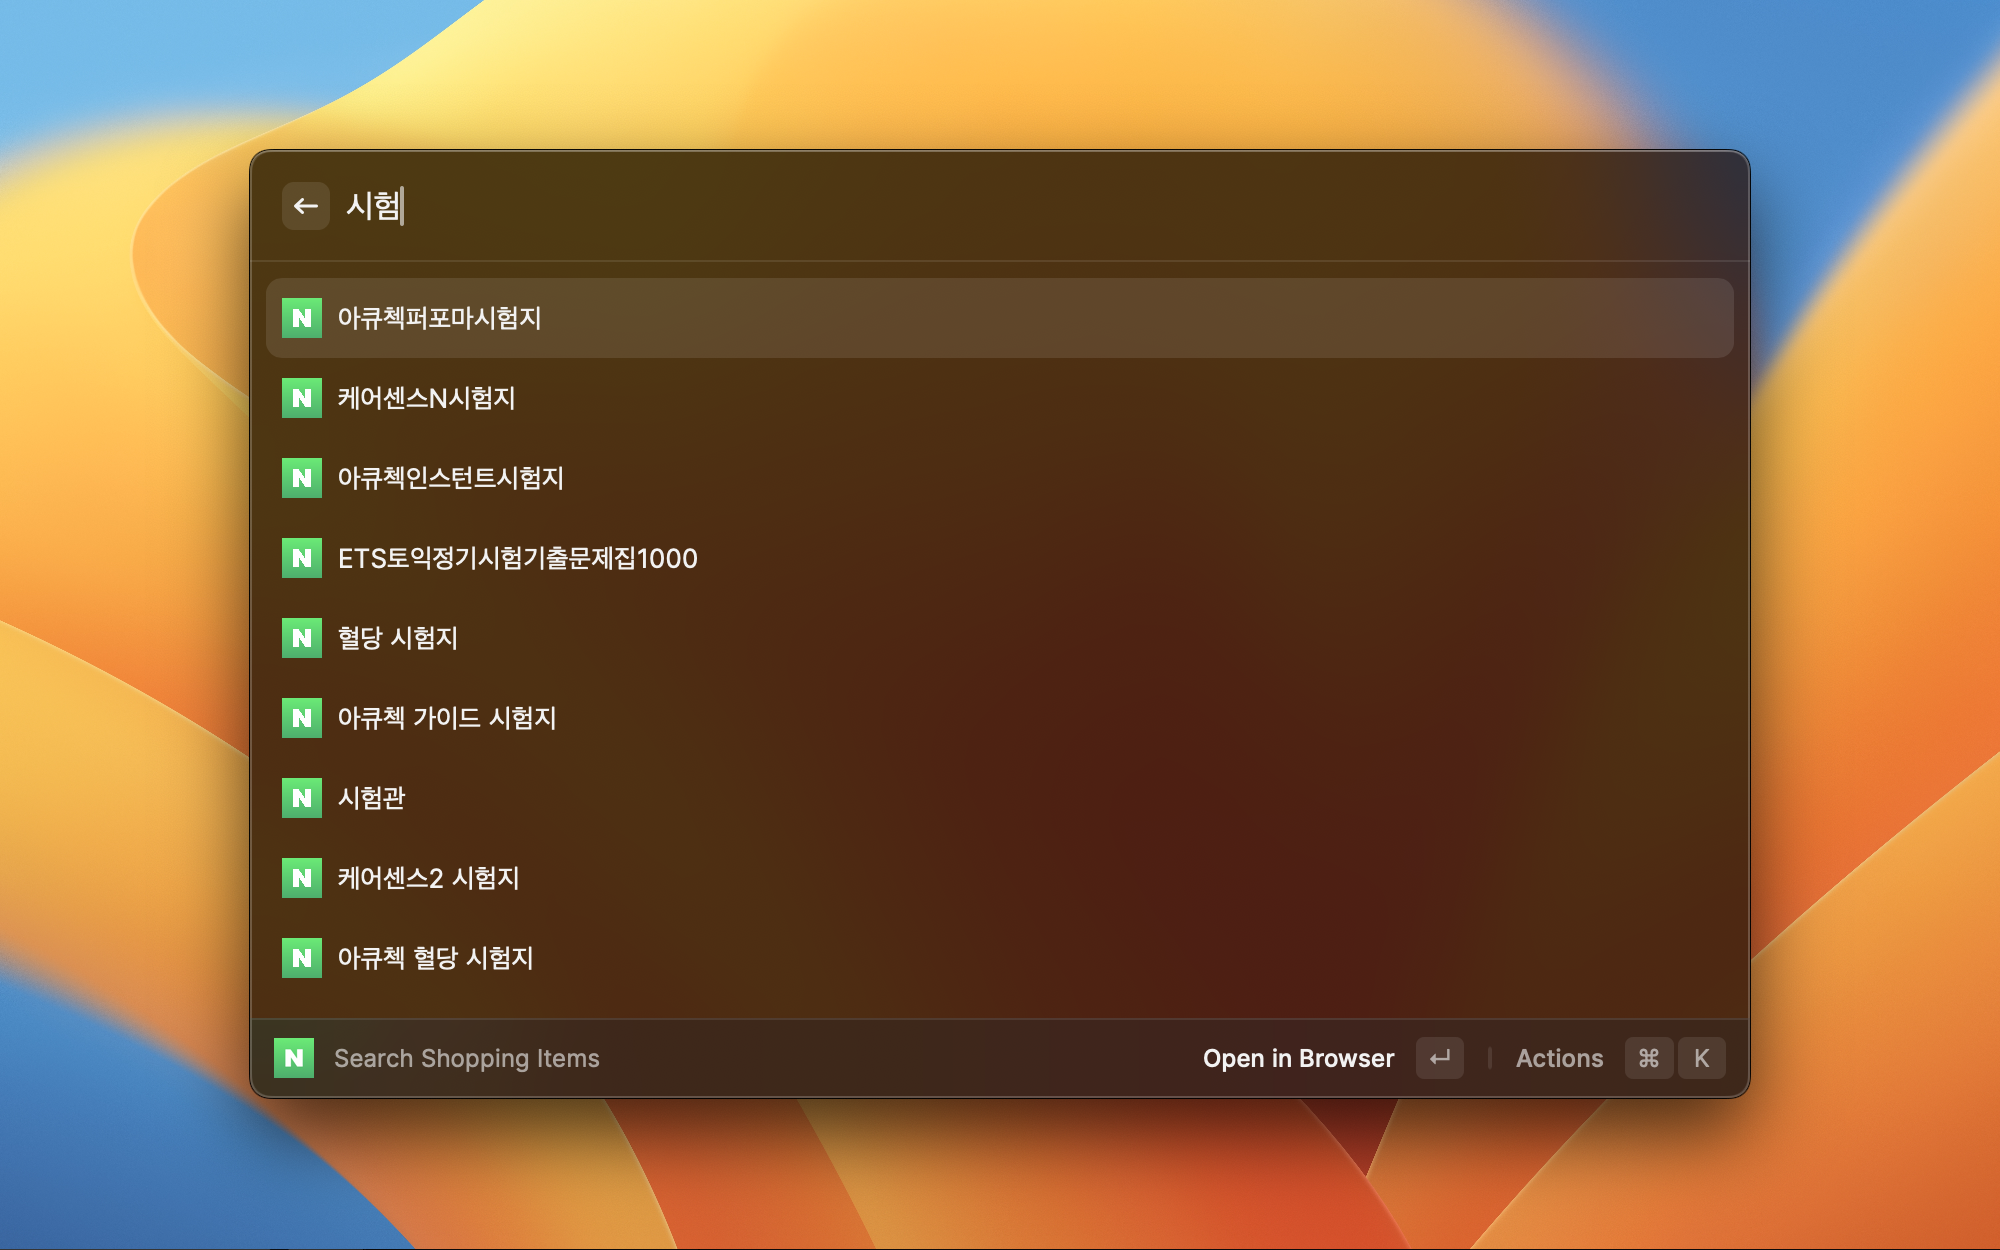 시험
N 아큐첵퍼포마시험지
N 케어센스N시험지
N 아큐첵인스턴트시험지
N ETS토익정기시험기출문제집1000
N 혈당 시험지
N 아큐첵 가이드 시험지
N 시험관
N 케어센스2 시험지
N 아큐첵 혈당 시험지
N Search Shopping Items Open in Browser ↵ Actions ⌘ K